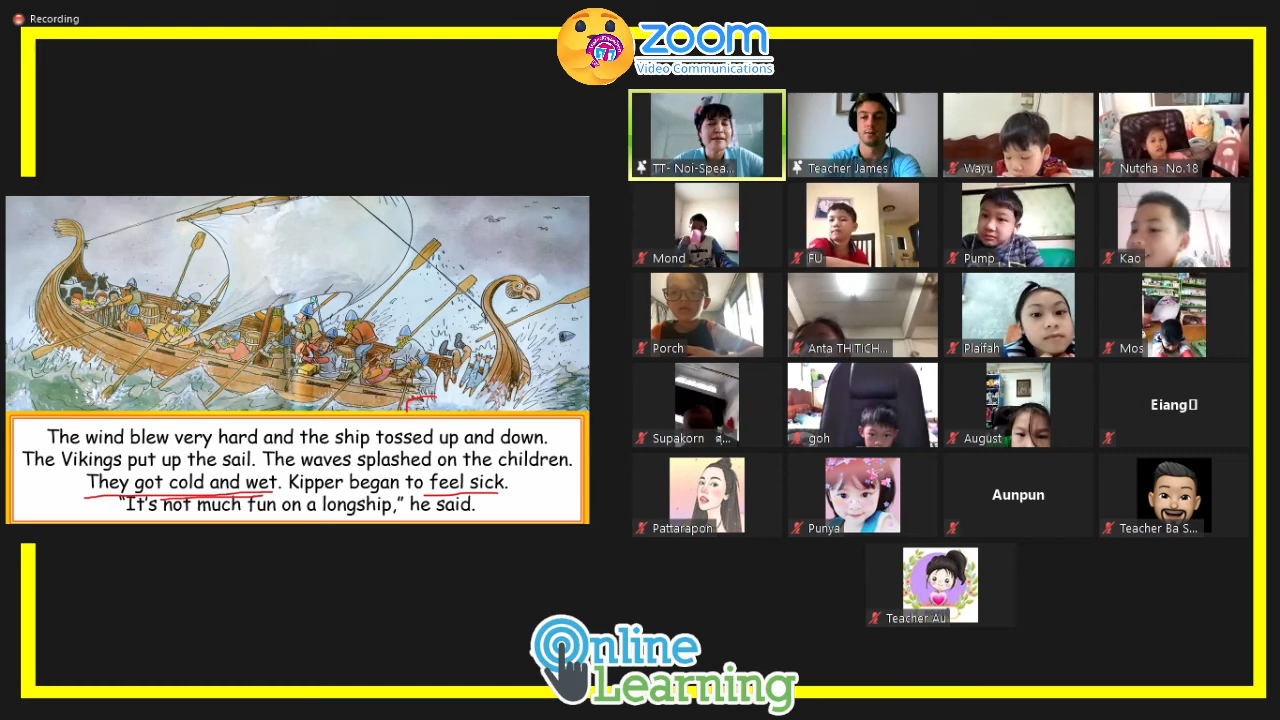 Recording
zoom
Video Communications
TT- Noi-Spea...
Teacher James
Wayu
Nutcha No.18
Mond
FU
Pump
Kao
Porch
Anta THITICH...
Plaifah
Mos
Supakorn
goh
August
Eiang
Pattarapoh
Punya
Aunpun
Teacher Ba S...
Teacher Au
The wind blew very hard and the ship tossed up and down.
The Vikings put up the sail. The waves splashed on the children.
They got cold and wet. Kipper began to feel sick.
“It’s not much fun on a longship,” he said.
Online
Learning